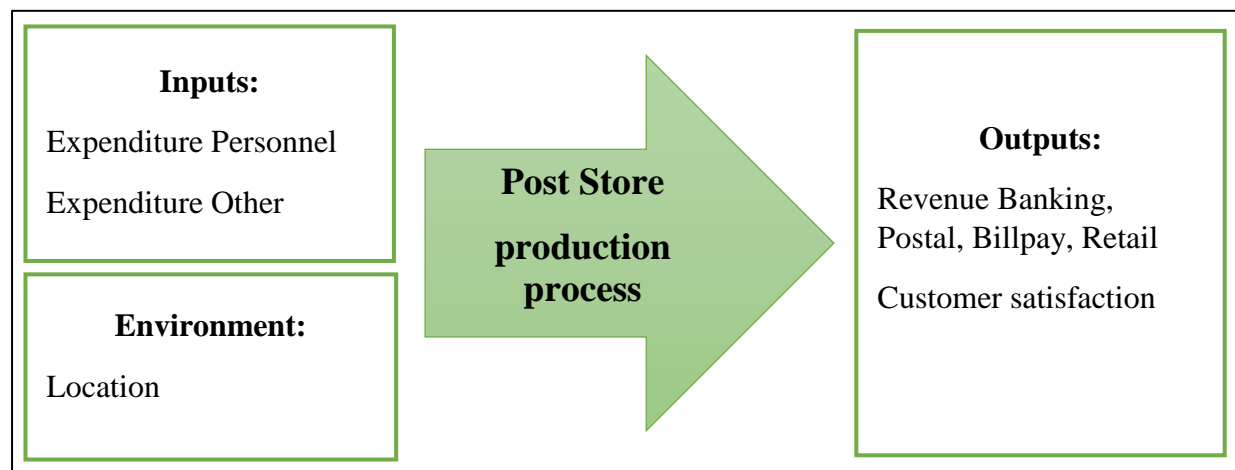 Inputs:
Expenditure Personnel
Expenditure Other
Environment:
Location
Post Store
production
process
Outputs:
Revenue Banking,
Postal, Billpay, Retail
Customer satisfaction